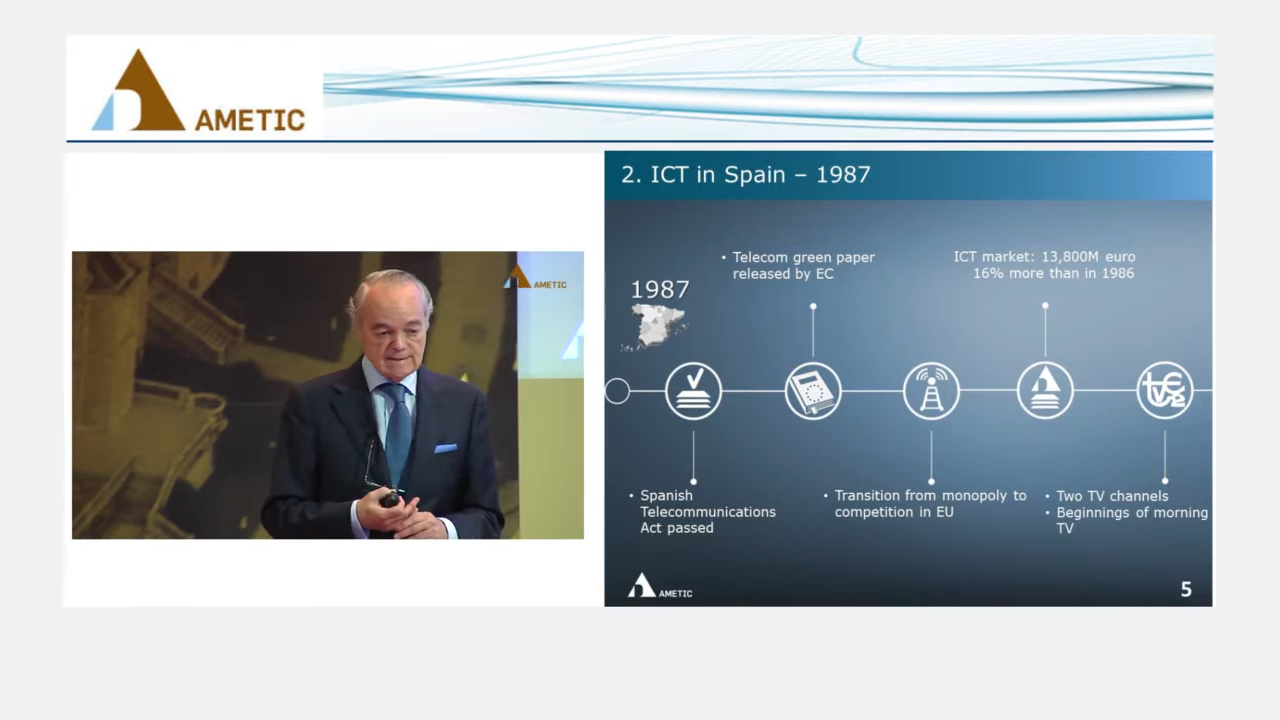 AMETIC
AMETIC
2. ICT in Spain – 1987
1987
• Telecom green paper
released by EC
ICT market: 13,800M euro
16% more than in 1986
• Spanish
Telecommunications
Act passed
• Transition from monopoly to
competition in EU
• Two TV channels
• Beginnings of morning
TV
AMETIC
5